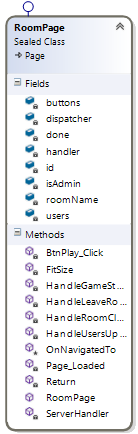 RoomPage
Sealed Class
Page
Fields
buttons
dispatcher
done
handler
id
isAdmin
roomName
users
Methods
BtnPlay_Click
FitSize
HandleGameSt...
HandleLeaveRo...
HandleRoomCl...
HandleUsersUp...
OnNavigatedTo
Page_Loaded
Return
RoomPage
ServerHandler